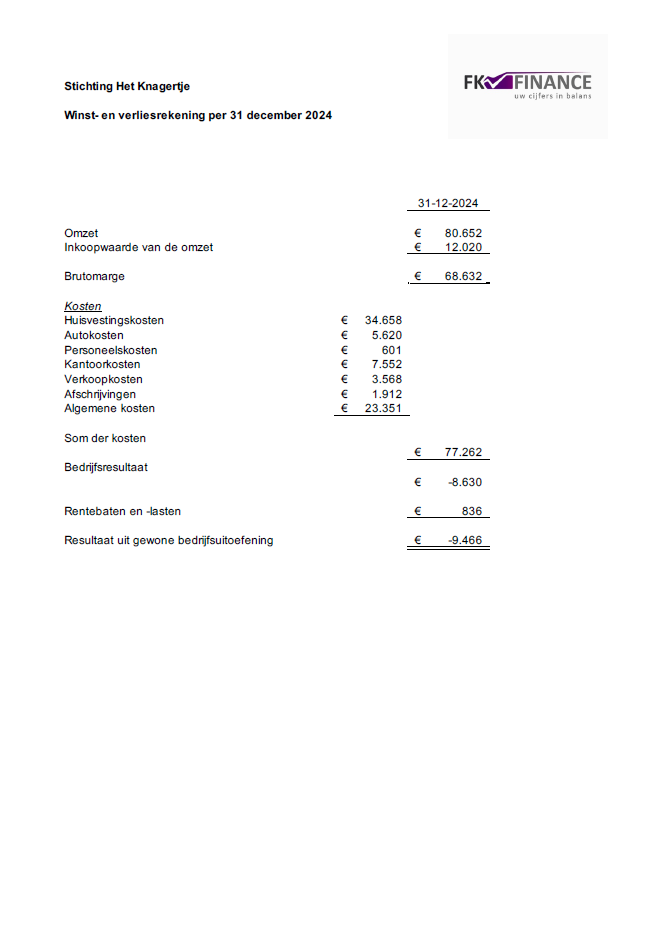 FK FINANCE
uw cijfers in balans
Stichting Het Knagertje
Winst- en verliesrekening per 31 december 2024
31-12-2024
Omzet € 80.652
Inkoopwaarde van de omzet € 12.020
Brutomarge € 68.632
Kosten
Huisvestingskosten € 34.658
Autokosten € 5.620
Personeelskosten € 601
Kantoorkosten € 7.552
Verkoopkosten € 3.568
Afschrijvingen € 1.912
Algemene kosten € 23.351
Som der kosten
€ 77.262
Bedrijfsresultaat
€ -8.630
Rentebaten en -lasten € 836
Resultaat uit gewone bedrijfsuitoefening € -9.466